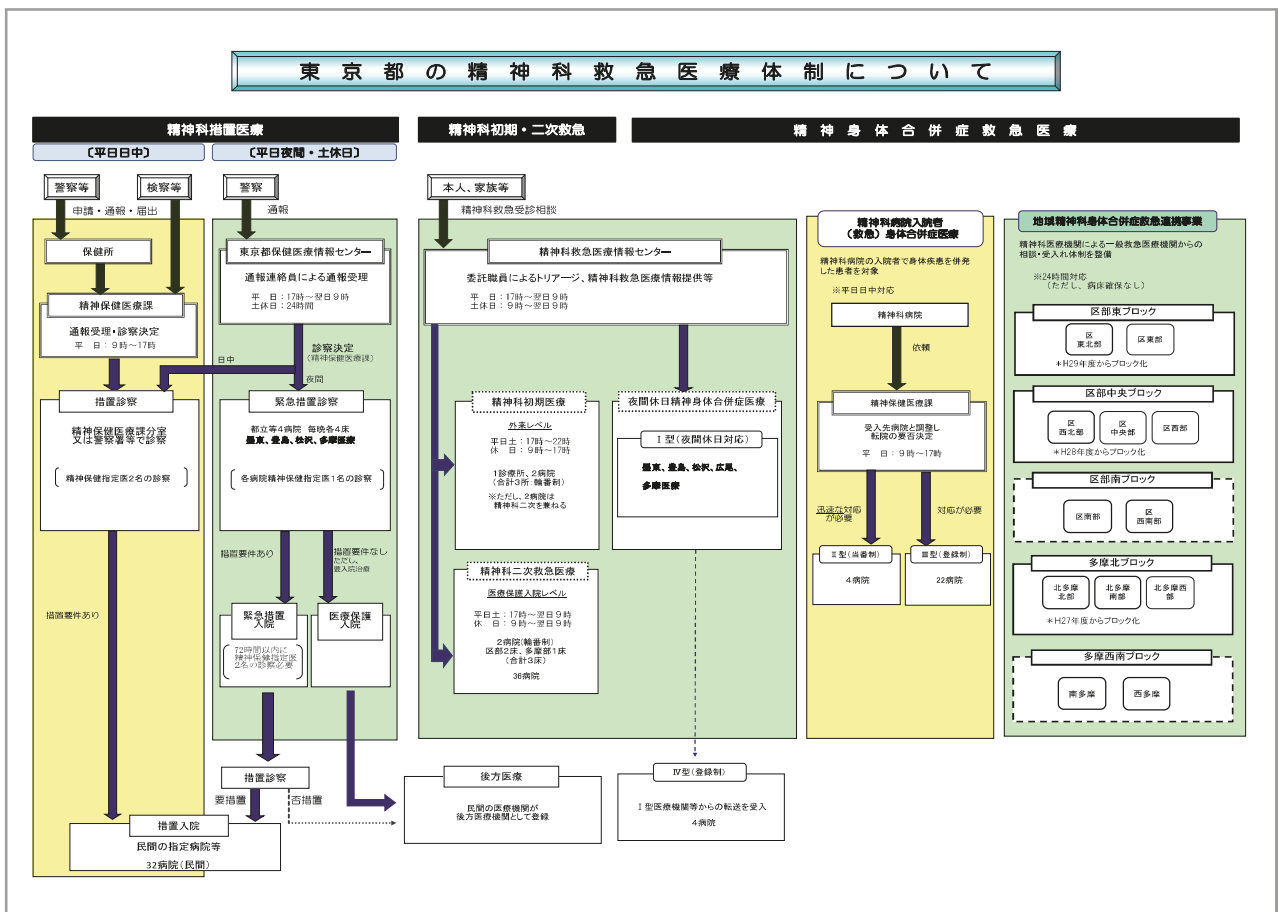 東京都の精神科救急医療体制について
精神科措置医療
〔平日日中〕
〔平日夜間・土休日〕
警察等
検察等
申請・通報・届出
保健所
精神保健医療課
通報受理・診察決定
平　日：9時～17時
措置診察
精神保健医療課分室
又は警察署等で診察
精神保健指定医2名の診察
措置要件あり
警察
通報
東京都保健医療情報センター
通報連絡員による通報受理
平　日：17時～翌日9時
土休日：24時間
診察決定
(精神保健医療課)
日中
夜間
緊急措置診察
都立等4病院　毎晩各4床
墨東、豊島、松沢、多摩医療
各病院精神保健指定医1名の診察
措置要件あり
措置要件なし
ただし、
要入院治療
緊急措置
入院
72時間以内に
精神保健指定医
2名の診察必要
医療保護
入院
措置診察
要措置
否措置
措置入院
民間の指定病院等
32病院(民間)
精神科初期・二次救急
本人、家族等
精神科救急受診相談
精神科救急医療情報センター
委託職員によるトリアージ、精神科救急医療情報提供等
平　日：17時～翌日9時
土休日：9時～翌日9時
精神科初期医療
外来レベル
平日土：17時～22時
休　日：9時～17時
1診療所、2病院
(合計3所:輪番制)
※ただし、2病院は
精神科二次を兼ねる
精神科二次救急医療
医療保護入院レベル
平日土：17時～翌日9時
休　日：9時～翌日9時
2病院(輪番制)
区部2床、多摩部1床
(合計3床)
36病院
後方医療
民間の医療機関が
後方医療機関として登録
精神身体合併症救急医療
夜間休日精神身体合併症医療
Ⅰ型(夜間休日対応)
墨東、豊島、松沢、広尾、
多摩医療
Ⅳ型(登録制)
Ⅰ型医療機関等からの転送を受入
4病院
精神科病院入院者
(救急)身体合併症医療
精神科病院の入院者で身体疾患を併発
した患者を対象
※平日日中対応
精神科病院
依頼
精神保健医療課
受入先病院と調整し
転院の要否決定
平　日：9時～17時
迅速な対応
が必要
対応が必要
Ⅱ型(当番制)
4病院
Ⅲ型(登録制)
22病院
地域精神科身体合併症救急連携事業
精神科医療機関による一般救急医療機関からの
相談・受入れ体制を整備
※24時間対応
(ただし、病床確保なし)
区部東ブロック
区
東北部
区東部
＊H29年度からブロック化
区部中央ブロック
区
西北部
区
中央部
区西部
＊H28年度からブロック化
区部南ブロック
区南部
区
西南部
多摩北ブロック
北多摩
北部
北多摩
南部
北多摩西
部
＊H27年度からブロック化
多摩西南ブロック
南多摩
西多摩